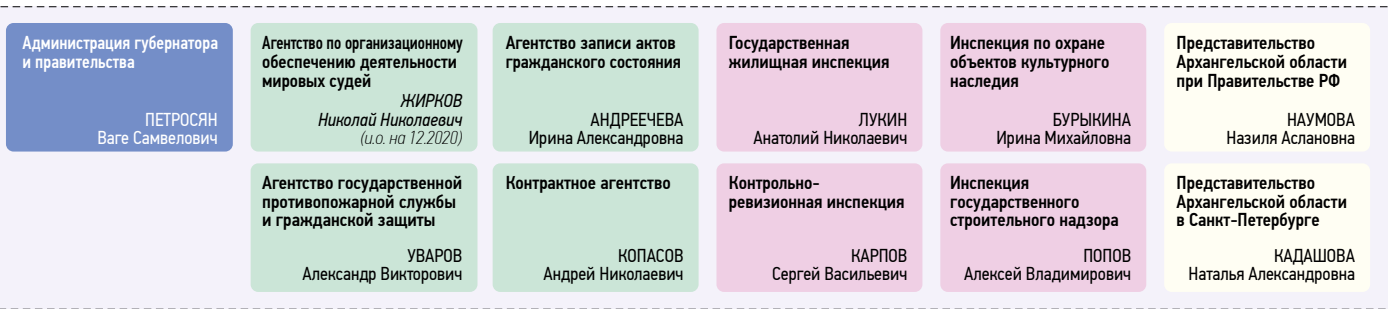 Администрация губернатора
и правительства
ПЕТРОСЯН
Ваге Самвелович
Агентство по организационному
обеспечению деятельности
мировых судей
ЖИРКОВ
Николай Николаевич
(и.о. на 12.2020)
Агентство записи актов
гражданского состояния
АНДРЕЕЧЕВА
Ирина Александровна
Государственная
жилищная инспекция
ЛУКИН
Анатолий Николаевич
Инспекция по охране
объектов культурного
наследия
БУРЫКИНА
Ирина Михайловна
Представительство
Архангельской области
при Правительстве РФ
НАУМОВА
Назиля Аслановна
Агентство государственной
противопожарной службы
и гражданской защиты
УВАРОВ
Александр Викторович
Контрактное агентство
КОПАСОВ
Андрей Николаевич
Контрольно-
ревизионная инспекция
КАРПОВ
Сергей Васильевич
Инспекция
государственного
строительного надзора
ПОПОВ
Алексей Владимирович
Представительство
Архангельской области
в Санкт-Петербурге
КАДАШОВА
Наталья Александровна